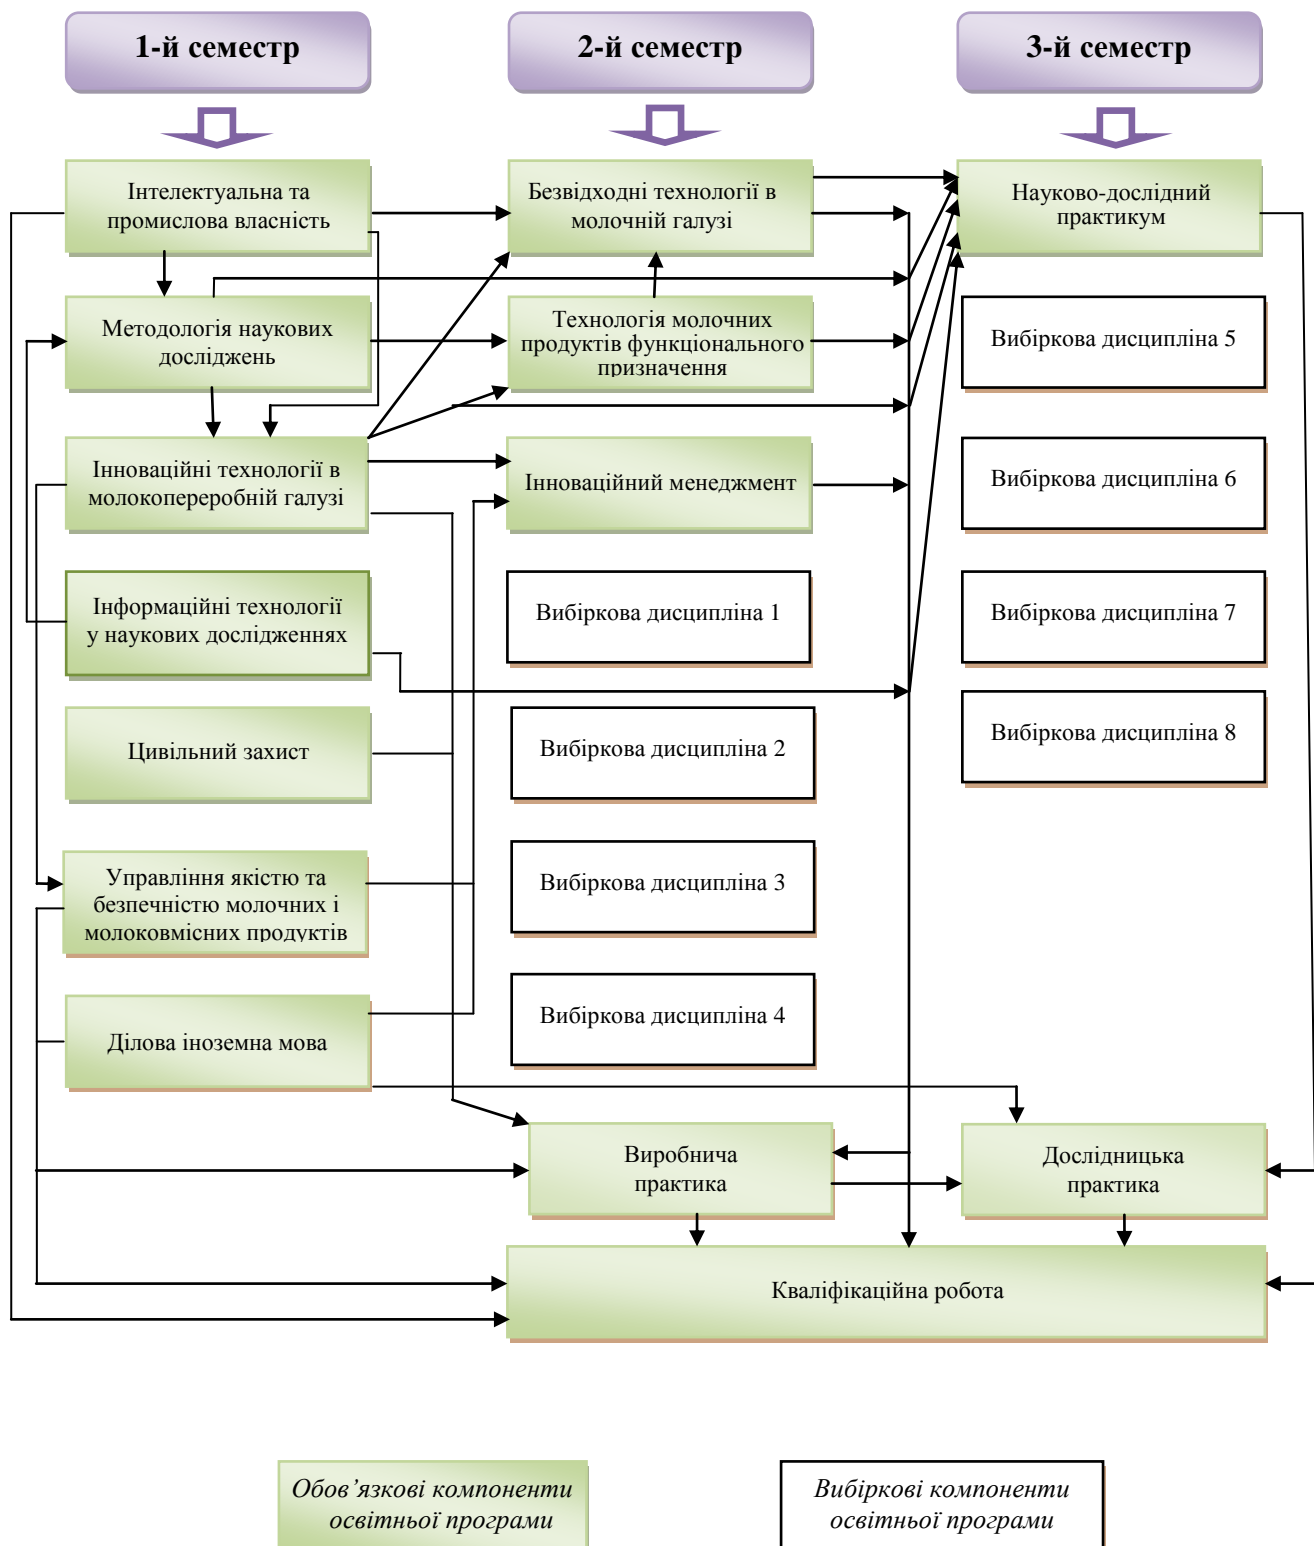 1-й семестр
2-й семестр
3-й семестр
Інтелектуальна та
промислова власність
Безвідходні технології в
молочній галузі
Науково-дослідний
практикум
Методологія наукових
досліджень
Технологія молочних
продуктів функціонального
призначення
Вибіркова дисципліна 5
Інноваційні технології в
молокопереробній галузі
Інноваційний менеджмент
Вибіркова дисципліна 6
Інформаційні технології
у наукових дослідженнях
Вибіркова дисципліна 1
Вибіркова дисципліна 7
Цивільний захист
Вибіркова дисципліна 2
Вибіркова дисципліна 8
Управління якістю та
безпечністю молочних і
молоковмісних продуктів
Вибіркова дисципліна 3
Ділова іноземна мова
Вибіркова дисципліна 4
Виробнича
практика
Дослідницька
практика
Кваліфікаційна робота
Обов’язкові компоненти
освітньої програми
Вибіркові компоненти
освітньої програми